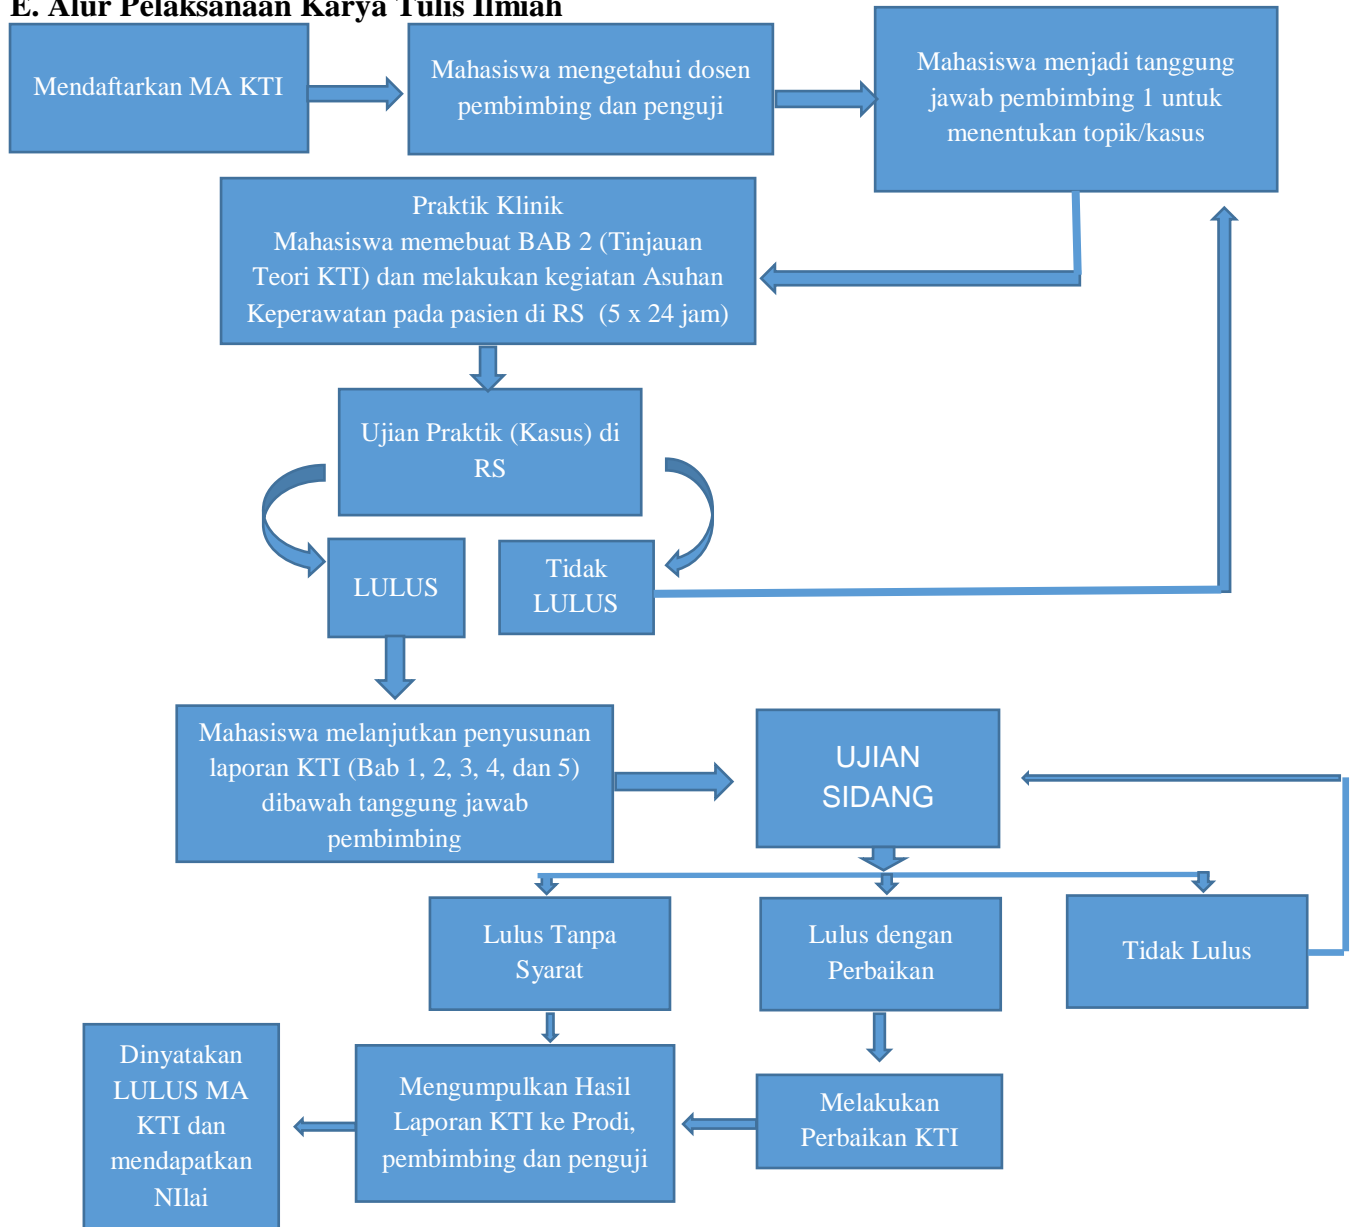 E. Alur Pelaksanaan Karya Tulis Ilmiah
Mendaftarkan MA KTI
Mahasiswa mengetahui dosen
pembimbing dan penguji
Mahasiswa menjadi tanggung
jawab pembimbing 1 untuk
menentukan topik/kasus
Praktik Klinik
Mahasiswa memebuat BAB 2 (Tinjauan
Teori KTI) dan melakukan kegiatan Asuhan
Keperawatan pada pasien di RS (5 x 24 jam)
Ujian Praktik (Kasus) di
RS
LULUS
Tidak
LULUS
Mahasiswa melanjutkan penyusunan
laporan KTI (Bab 1, 2, 3, 4, dan 5)
dibawah tanggung jawab
pembimbing
UJIAN
SIDANG
Lulus Tanpa
Syarat
Lulus dengan
Perbaikan
Tidak Lulus
Dinyatakan
LULUS MA
KTI dan
mendapatkan
NIlai
Mengumpulkan Hasil
Laporan KTI ke Prodi,
pembimbing dan penguji
Melakukan
Perbaikan KTI